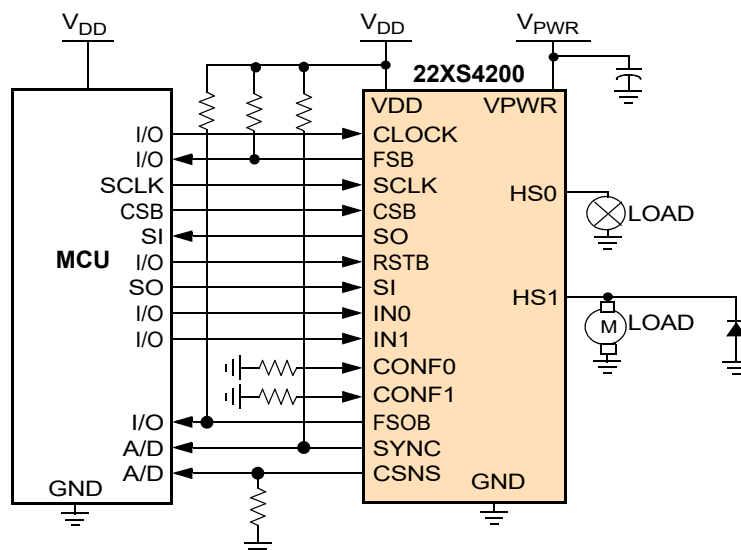 VDD VDD VPWR
22XS4200
VDD VPWR
I/O CLOCK
I/O FSB
SCLK SCLK
HS0
CSB CSB
LOAD
SI SO
MCU
I/O RSTB
SO SI
HS1
I/O IN0
M LOAD
I/O IN1
CONF0
CONF1
I/O FSOB
A/D SYNC
A/D CSNS
GND GND